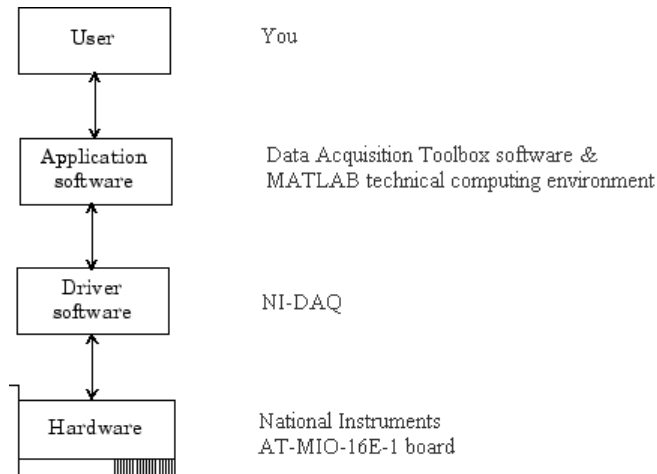 User
You
Application
software
Data Acquisition Toolbox software &
MATLAB technical computing environment
Driver
software
NI-DAQ
Hardware
National Instruments
AT-MIO-16E-1 board